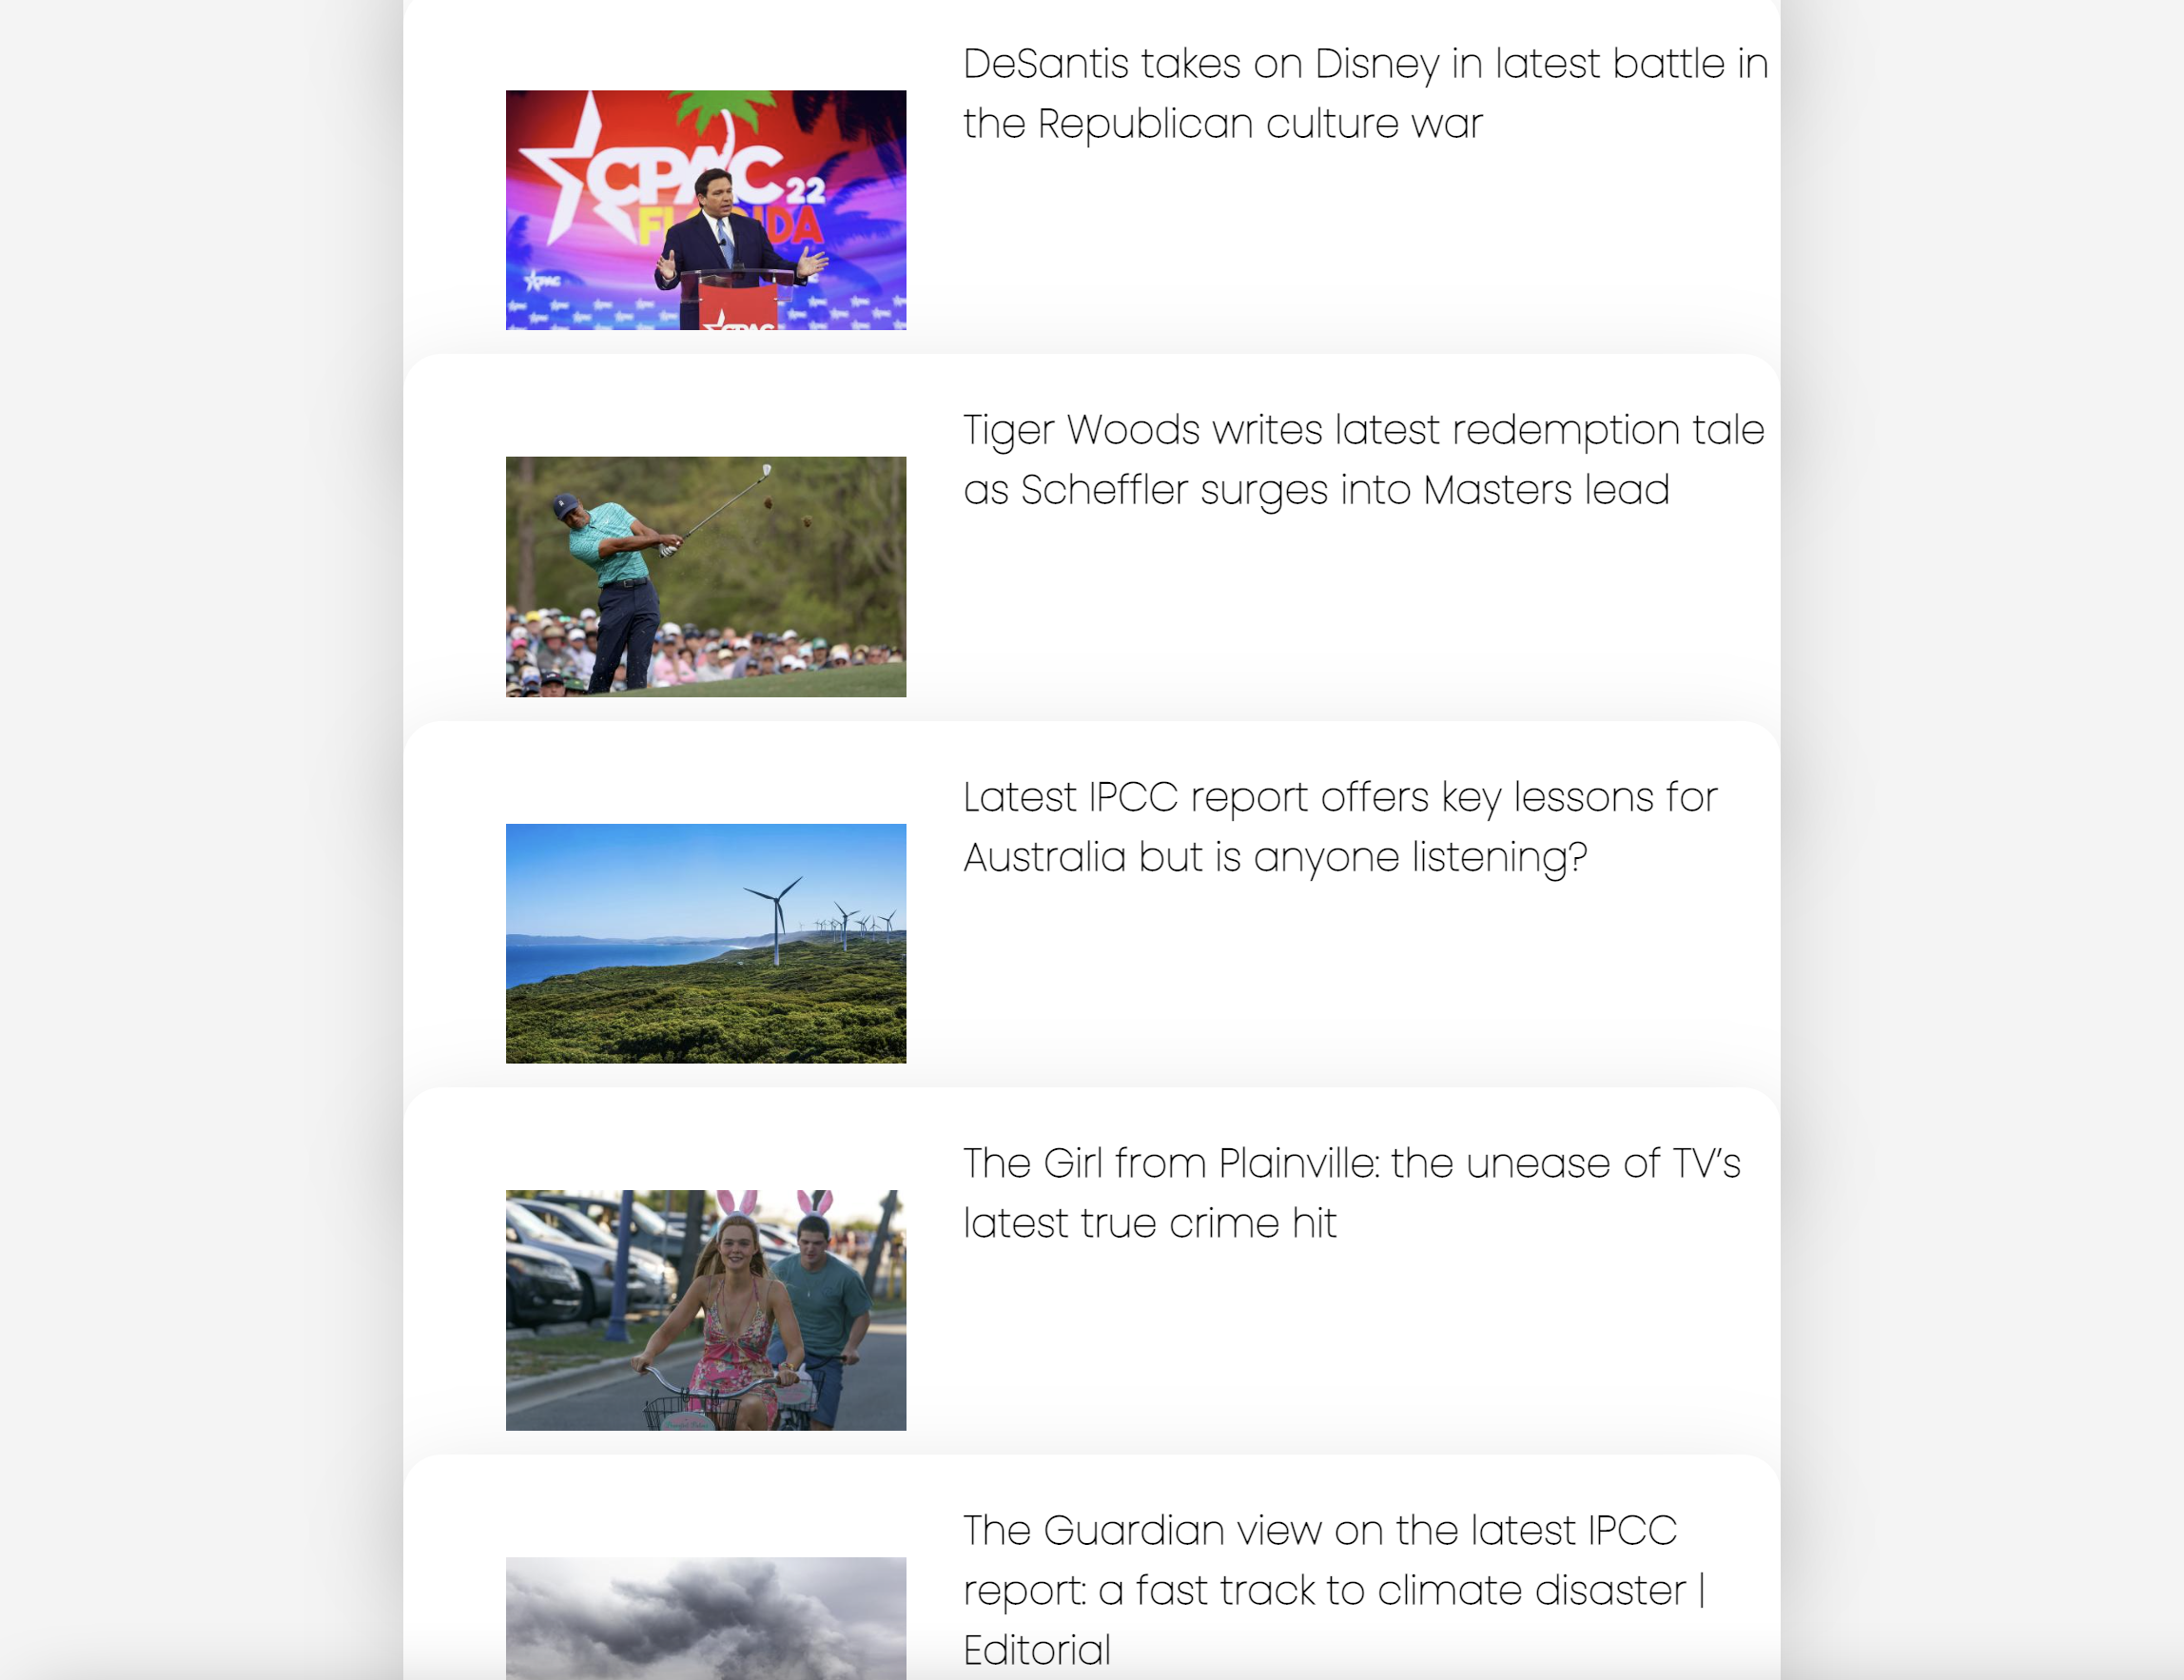 DeSantis takes on Disney in latest battle in
the Republican culture war
CPAC 22
FLORIDA
CPAC
CPAC
Tiger Woods writes latest redemption tale
as Scheffler surges into Masters lead
Latest IPCC report offers key lessons for
Australia but is anyone listening?
The Girl from Plainville: the unease of TV’s
latest true crime hit
The Guardian view on the latest IPCC
report: a fast track to climate disaster |
Editorial